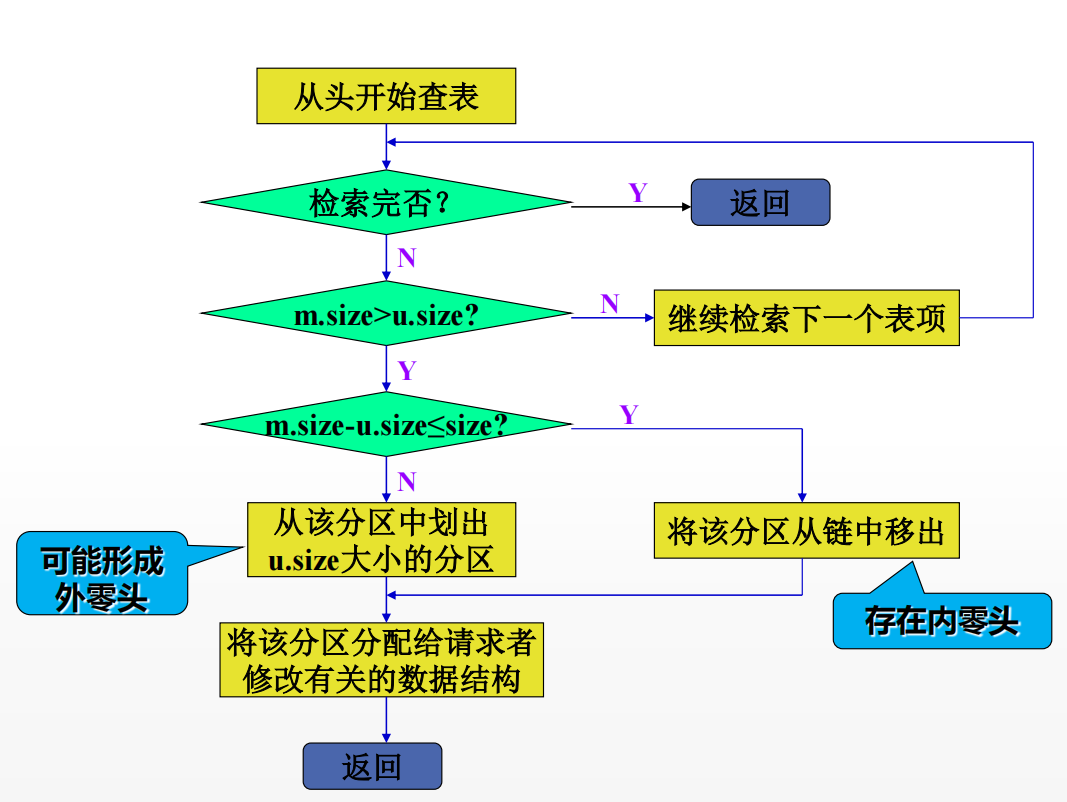 从头开始查表
检索完否？
Y
返回
N
m.size>u.size?
N
继续检索下一个表项
Y
m.size-u.size≤size?
Y
N
从该分区中划出
u.size大小的分区
将该分区从链中移出
可能形成
外零头
存在内零头
将该分区分配给请求者
修改有关的数据结构
返回